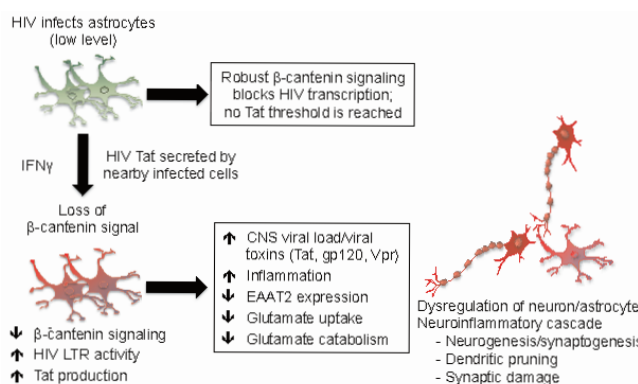 HIV infects astrocytes
(low level)
Robust β-cantenin signaling
blocks HIV transcription;
no Tat threshold is reached
IFNγ
HIV Tat secreted by
nearby infected cells
Loss of
β-cantenin signal
↓ β-cantenin signaling
↑ HIV LTR activity
↑ Tat production
↑ CNS viral load/viral
toxins (Tat, gp120, Vpr)
↑ Inflammation
↓ EAAT2 expression
↓ Glutamate uptake
↓ Glutamate catabolism
Dysregulation of neuron/astrocyte
Neuroinflammatory cascade
- Neurogenesis/synaptogenesis
- Dendritic pruning
- Synaptic damage